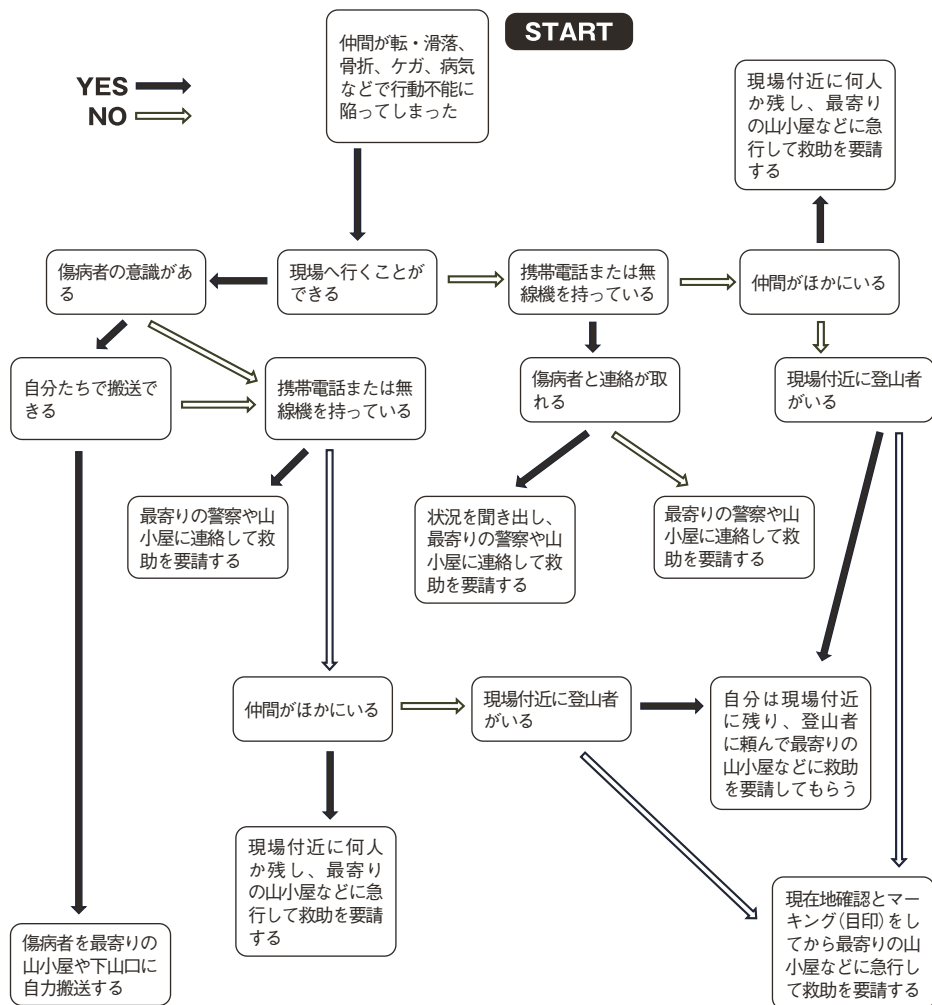 START
仲間が転・滑落、
骨折、ケガ、病気
などで行動不能に
陥ってしまった
YES
NO
現場付近に何人
か残し、最寄り
の山小屋などに急
行して救助を要請
する
傷病者の意識があ
る
現場へ行くことが
できる
携帯電話または無
線機を持っている
仲間がほかにいる
自分たちで搬送で
きる
携帯電話または無
線機を持っている
傷病者と連絡が取
れる
現場付近に登山者
がいる
最寄りの警察や山
小屋に連絡して救
助を要請する
状況を聞き出し、
最寄りの警察や山
小屋に連絡して救
助を要請する
最寄りの警察や山
小屋に連絡して救
助を要請する
仲間がほかにいる
現場付近に登山者
がいる
自分は現場付近
に残り、登山者
に頼んで最寄りの
山小屋などに救助
を要請してもらう
現場付近に何人
か残し、最寄り
の山小屋などに急
行して救助を要請
する
傷病者を最寄りの
山小屋や下山口に
自力搬送する
現在地確認とマー
キング(目印)をし
てから最寄りの山
小屋などに急行し
て救助を要請する